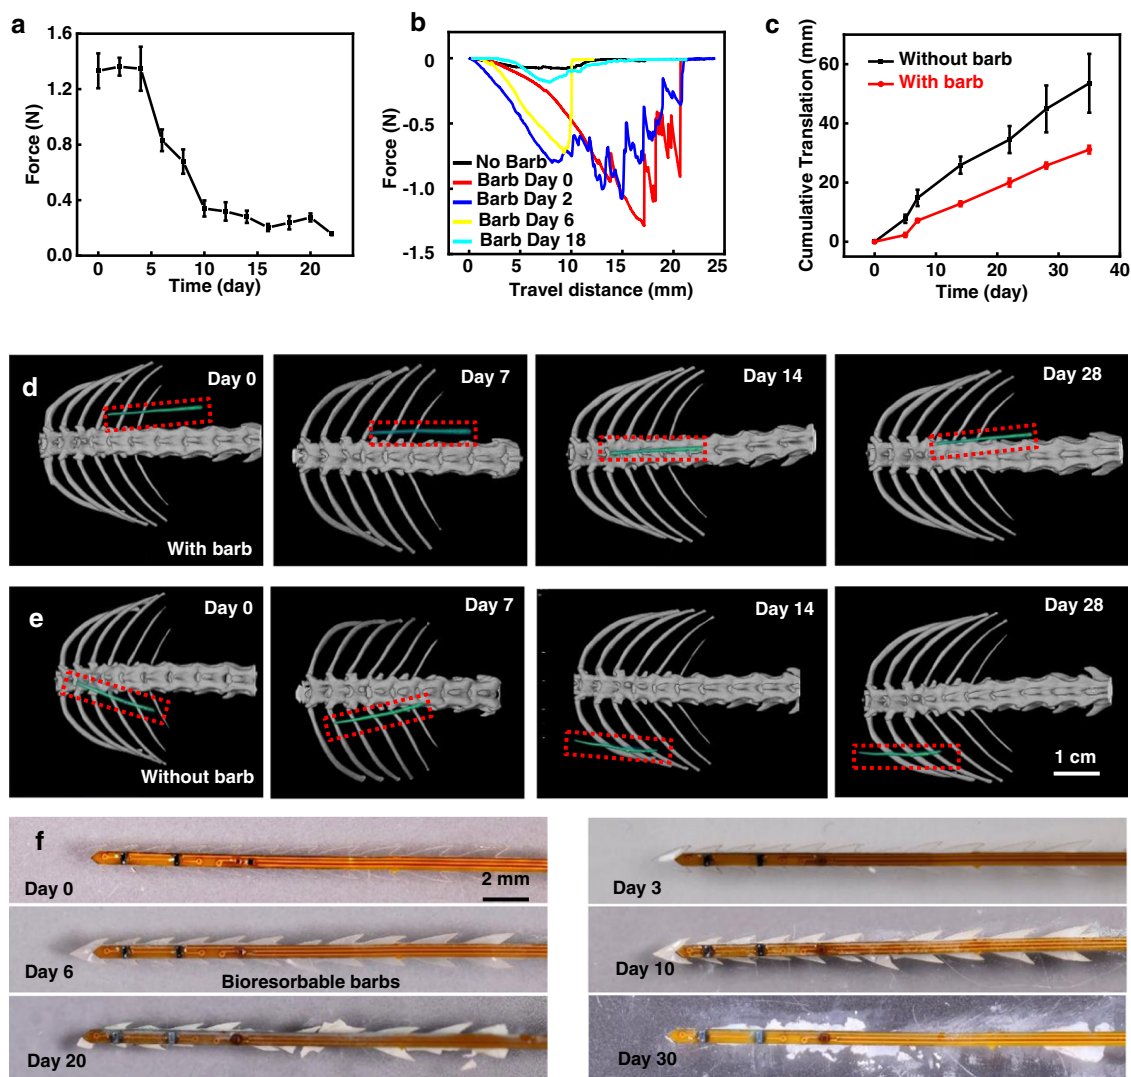 a
1.6
1.2
0.8
0.4
0.0
0
5
10
15
20
Force (N)
Time (day)
b
0
-0.5
-1.0
-1.5
0
5
10
15
20
25
Force (N)
No Barb
Barb Day 0
Barb Day 2
Barb Day 6
Barb Day 18
Travel distance (mm)
c
60
40
20
0
0
10
20
30
40
Cumulative Translation (mm)
Without barb
With barb
Time (day)
d
Day 0
With barb
Day 7
Day 14
Day 28
e
Day 0
Without barb
Day 7
Day 14
Day 28
1 cm
f
Day 0
2 mm
Day 3
Day 6
Bioresorbable barbs
Day 10
Day 20
Day 30